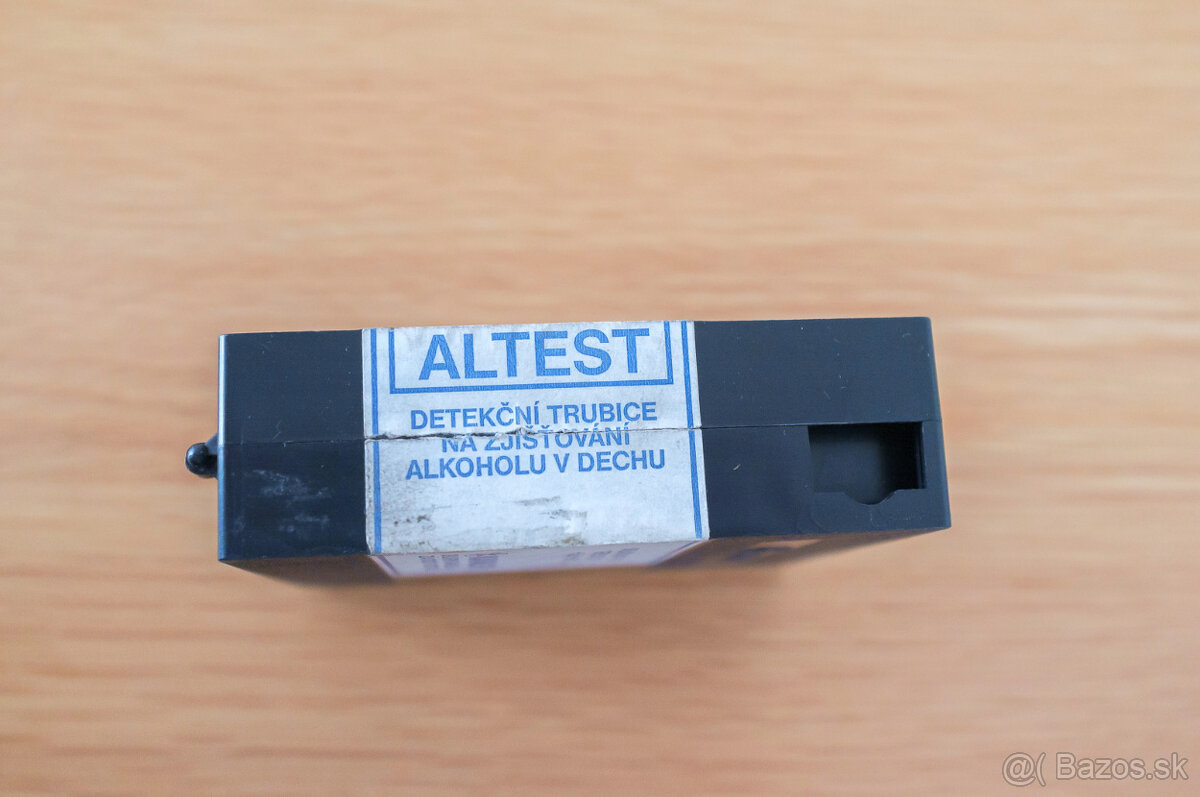 ALTEST
DETEKČNÍ TRUBICE
NA ZJIŠŤOVÁNÍ
ALKOHOLU V DECHU
@( Bazos.sk